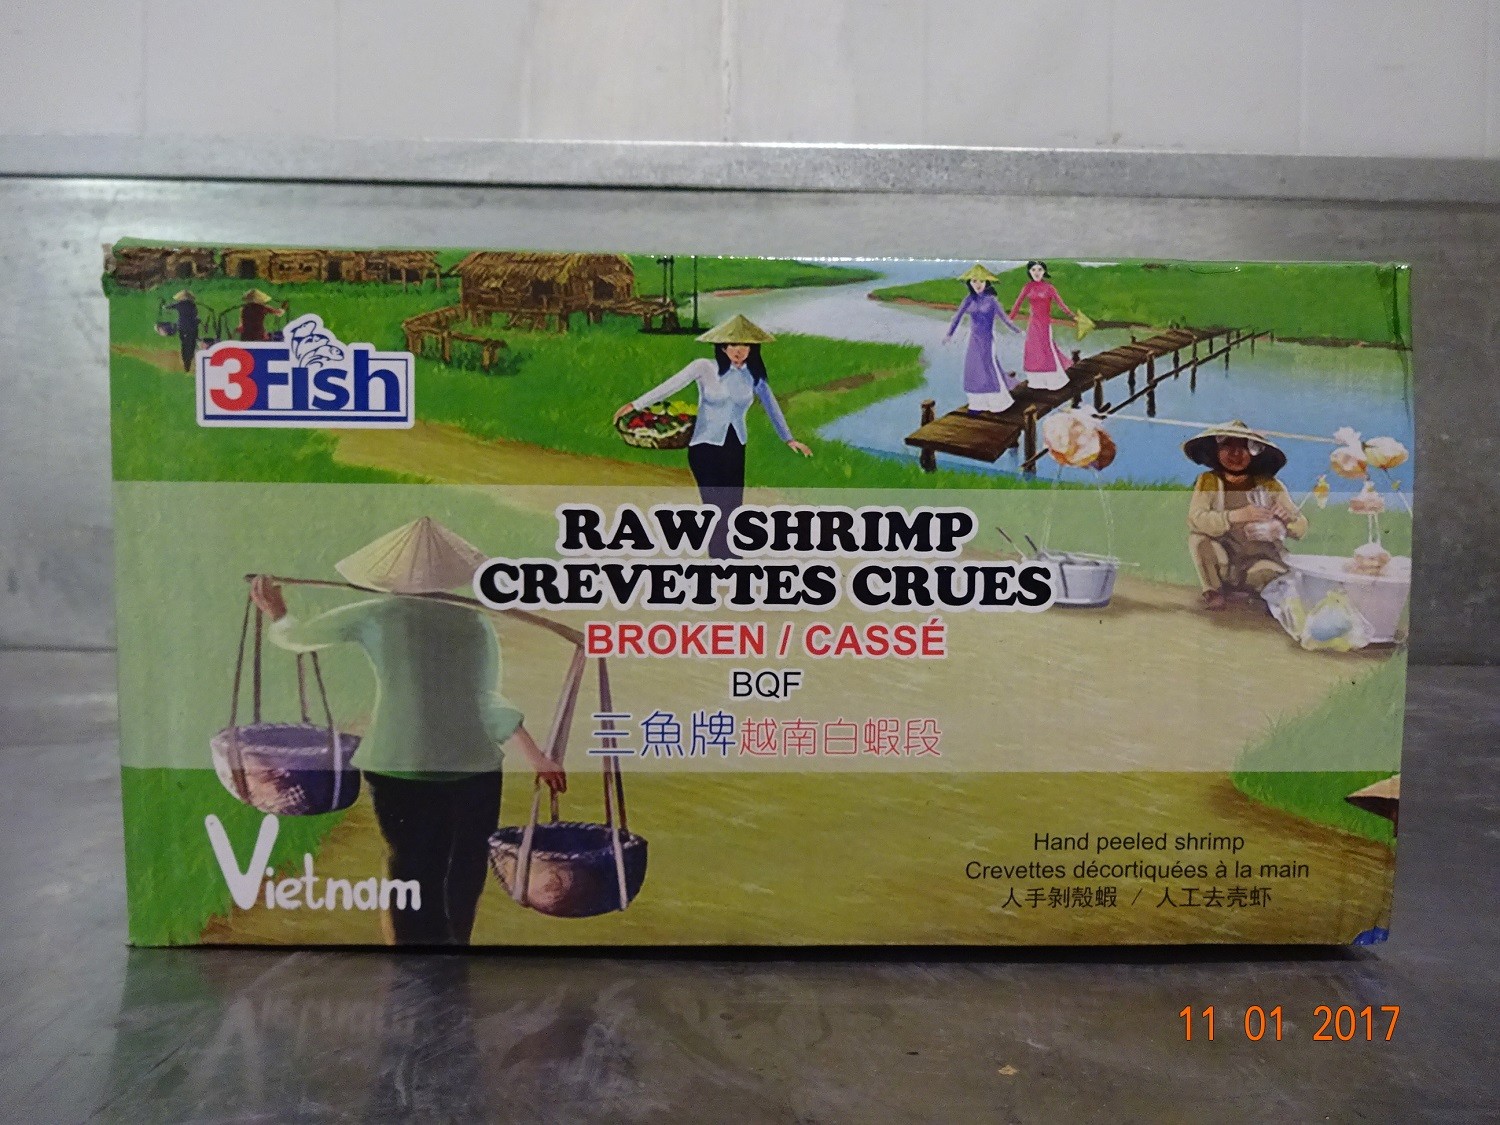 3Fish
RAW SHRIMP
CREVETTES CRUES
BROKEN / CASSÉ
BQF
三魚牌越南白蝦段
Vietnam
Hand peeled shrimp
Crevettes décortiquées à la main
人手剝殼蝦 / 人工去壳虾
11 01 2017